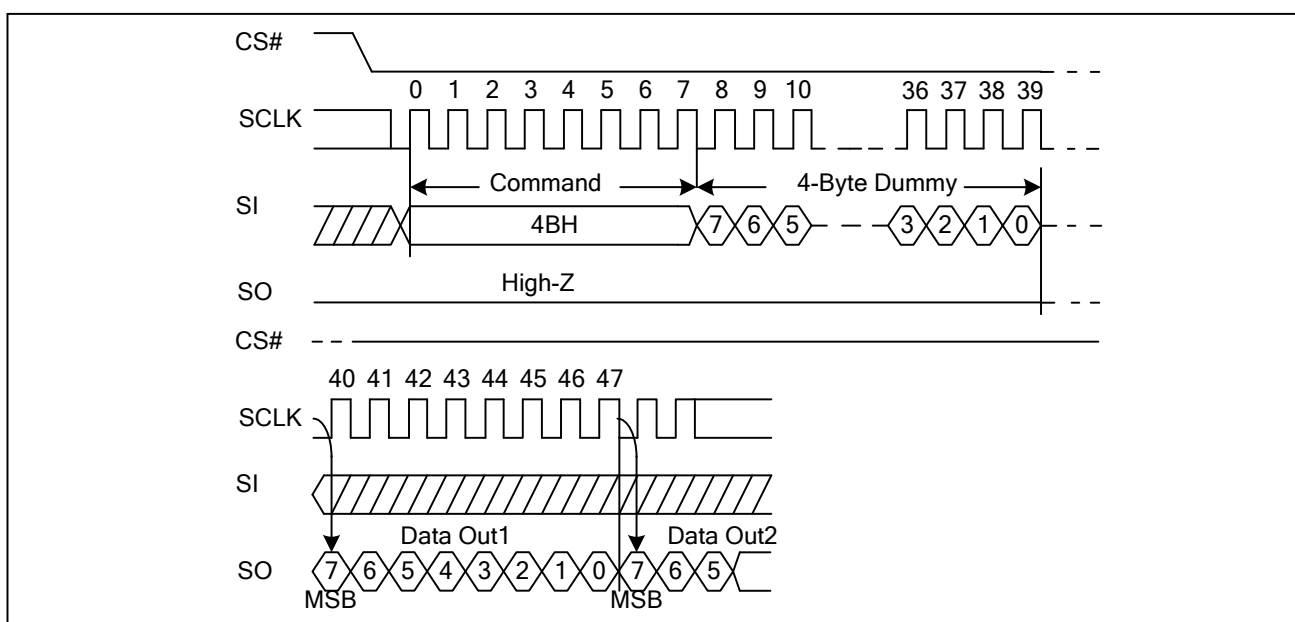 CS#
0 1 2 3 4 5 6 7 8 9 10 36 37 38 39
SCLK
Command 4-Byte Dummy
SI
4BH 7 6 5 3 2 1 0
High-Z
SO
CS#
40 41 42 43 44 45 46 47
SCLK
SI
Data Out1 Data Out2
SO 7 6 5 4 3 2 1 0 7 6 5
MSB MSB